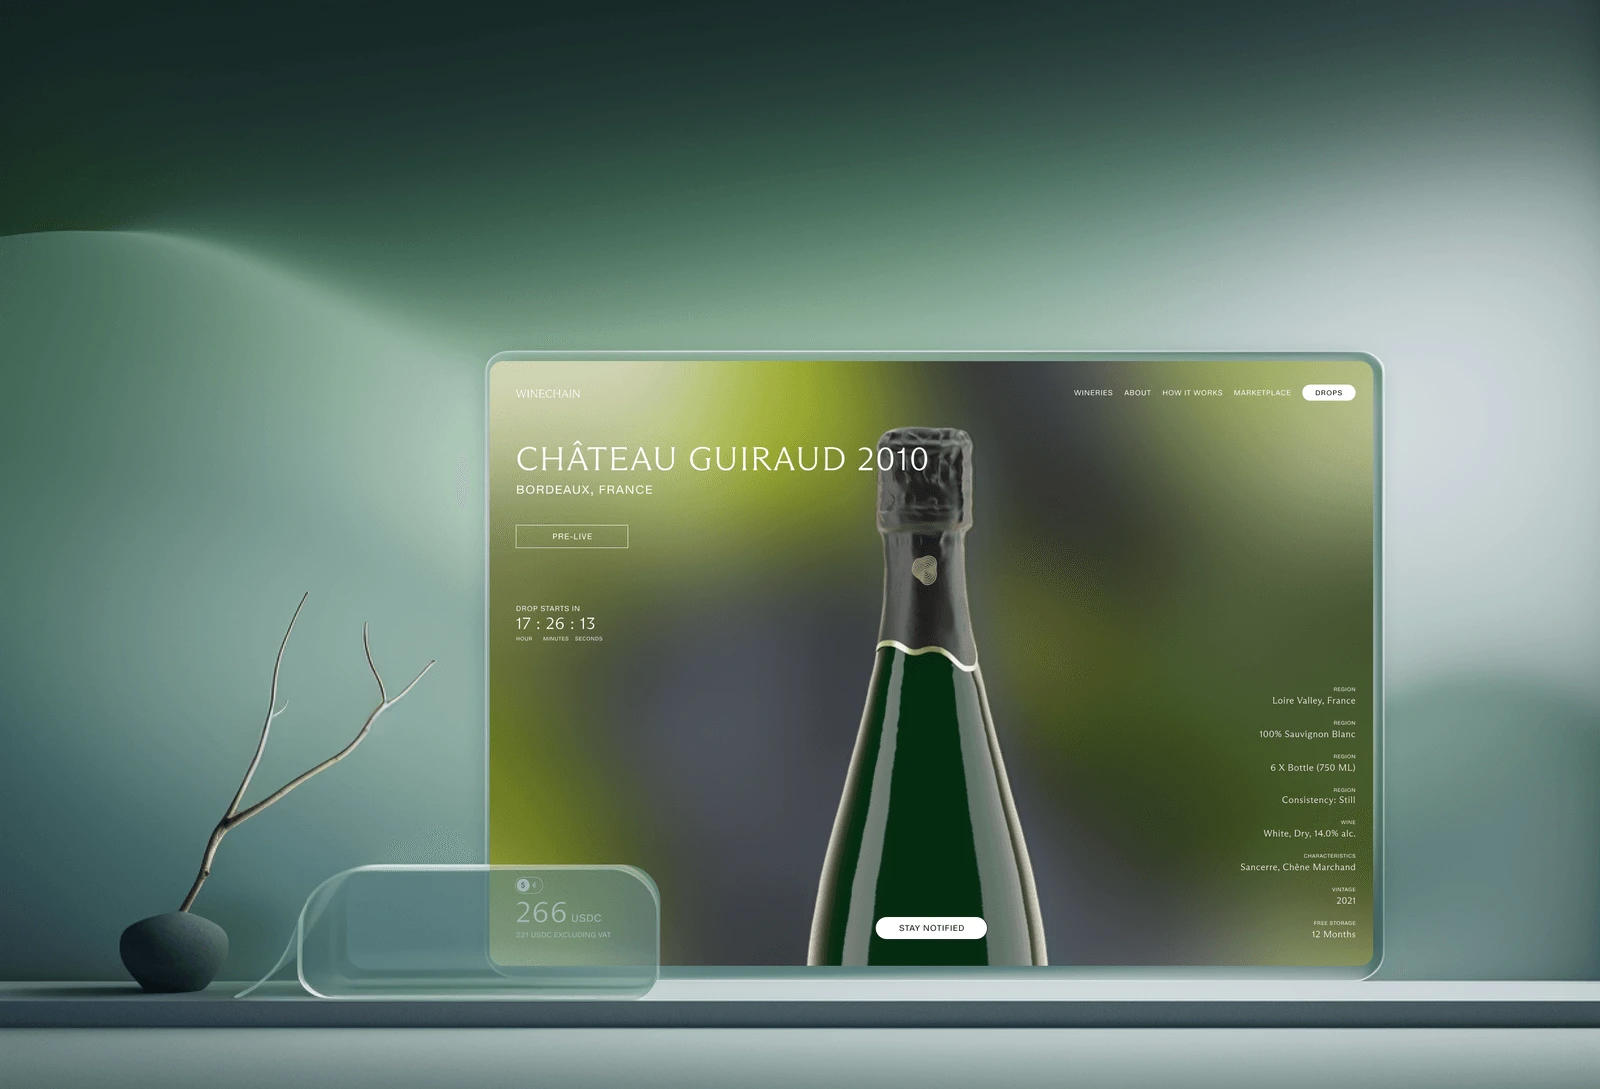 WINECHAIN
WINERIES ABOUT HOW IT WORKS MARKETPLACE DROPS
CHÂTEAU GUIRAUD 2010
BORDEAUX, FRANCE
PRE-LIVE
DROP STARTS IN
17 : 26 : 13
HOUR MINUTES SECONDS
REGION
Loire Valley, France
REGION
100% Sauvignon Blanc
REGION
6 X Bottle (750 ML)
REGION
Consistency: Still
WINE
White, Dry, 14.0% alc.
CHARACTERISTICS
Sancerre, Chêne Marchand
VINTAGE
2021
FREE STORAGE
12 Months
$ €
266 USDC
221 USDC EXCLUDING VAT
STAY NOTIFIED